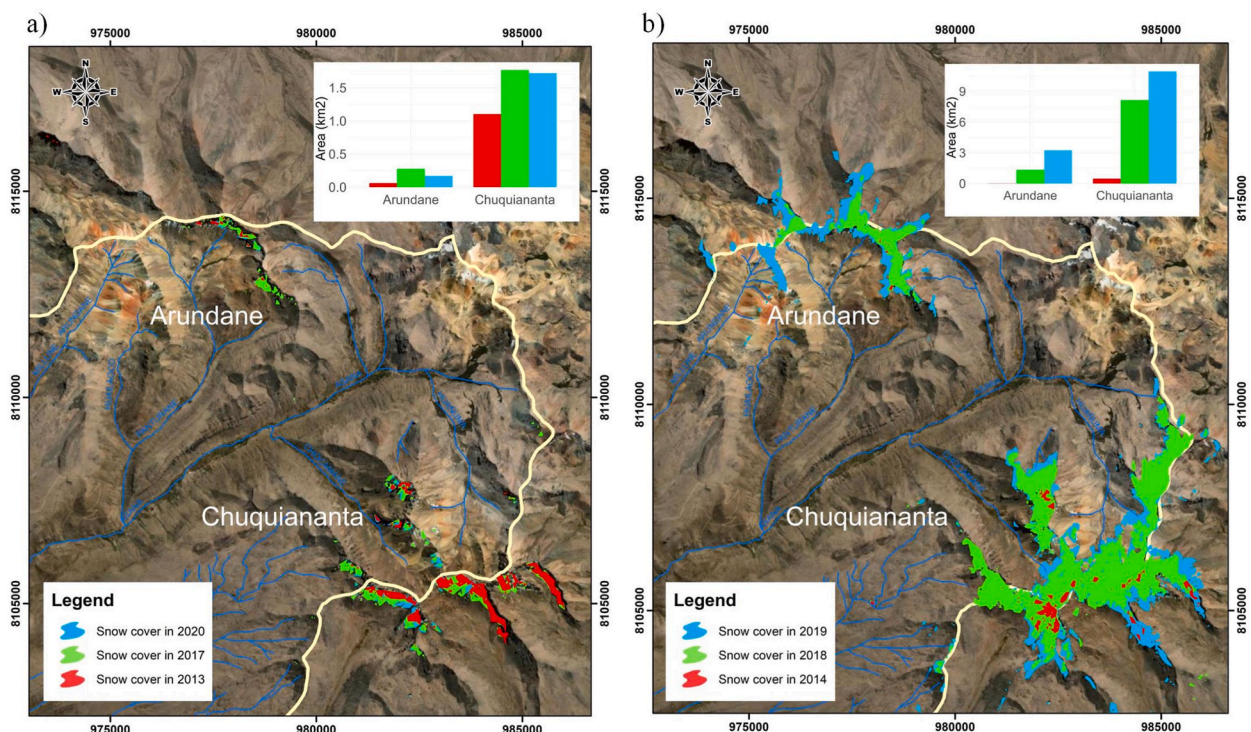 a)
975000
980000
985000
N
W
E
S
Area (km2)
1.5
1.0
0.5
0.0
Arundane
Chuquiananta
8115000
8115000
Arundane
8110000
8110000
Chuquiananta
8105000
8105000
Legend
Snow cover in 2020
Snow cover in 2017
Snow cover in 2013
975000
980000
985000
b)
975000
980000
985000
N
W
E
S
Area (km2)
9
6
3
0
Arundane
Chuquiananta
8115000
8115000
Arundane
8110000
8110000
Chuquiananta
8105000
8105000
Legend
Snow cover in 2019
Snow cover in 2018
Snow cover in 2014
975000
980000
985000